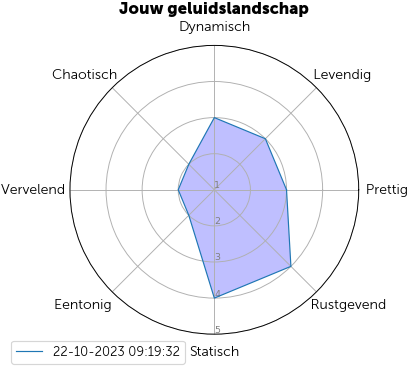 Jouw geluidslandschap
Dynamisch
Chaotisch
Levendig
Vervelend
1
Prettig
2
3
4
Eentonig
Rustgevend
5
22-10-2023 09:19:32
Statisch